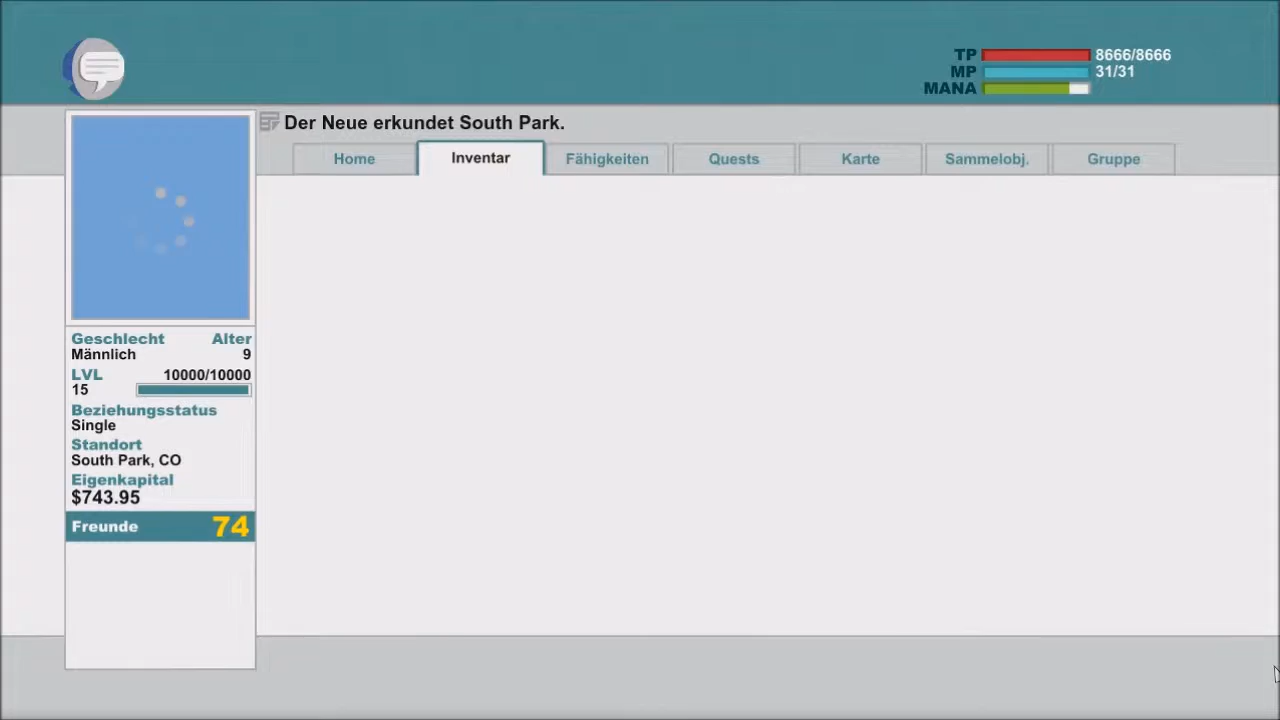 TP 8666/8666
MP 31/31
MANA
Der Neue erkundet South Park.
Home Inventar Fähigkeiten Quests Karte Sammelobj. Gruppe
Geschlecht Alter
Männlich 9
LVL 10000/10000
15
Beziehungsstatus
Single
Standort
South Park, CO
Eigenkapital
$743.95
Freunde 74